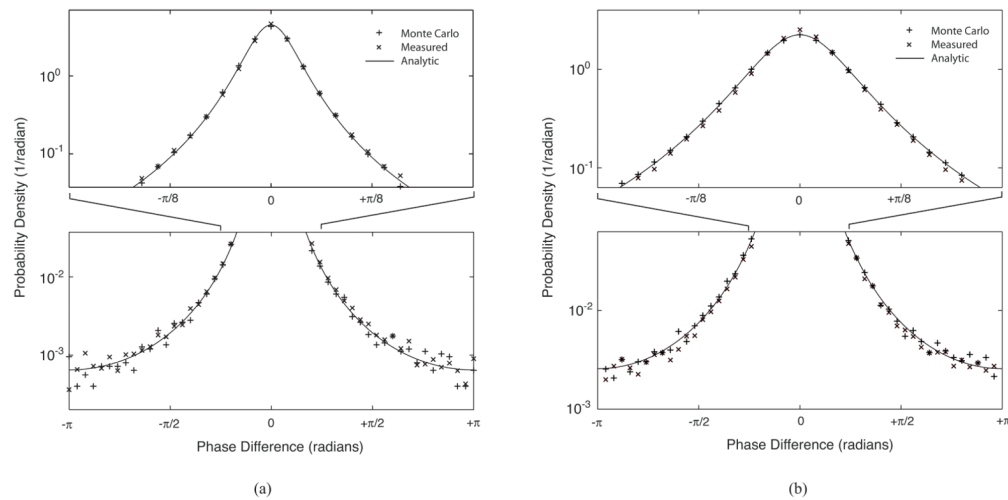 Monte Carlo
Measured
Analytic
10^0
10^-1
-π/8
0
+π/8
Probability Density (1/radian)
10^-2
10^-3
-π
-π/2
0
+π/2
+π
Phase Difference (radians)
(a)
Monte Carlo
Measured
Analytic
10^0
10^-1
-π/8
0
+π/8
Probability Density (1/radian)
10^-2
10^-3
-π
-π/2
0
+π/2
+π
Phase Difference (radians)
(b)